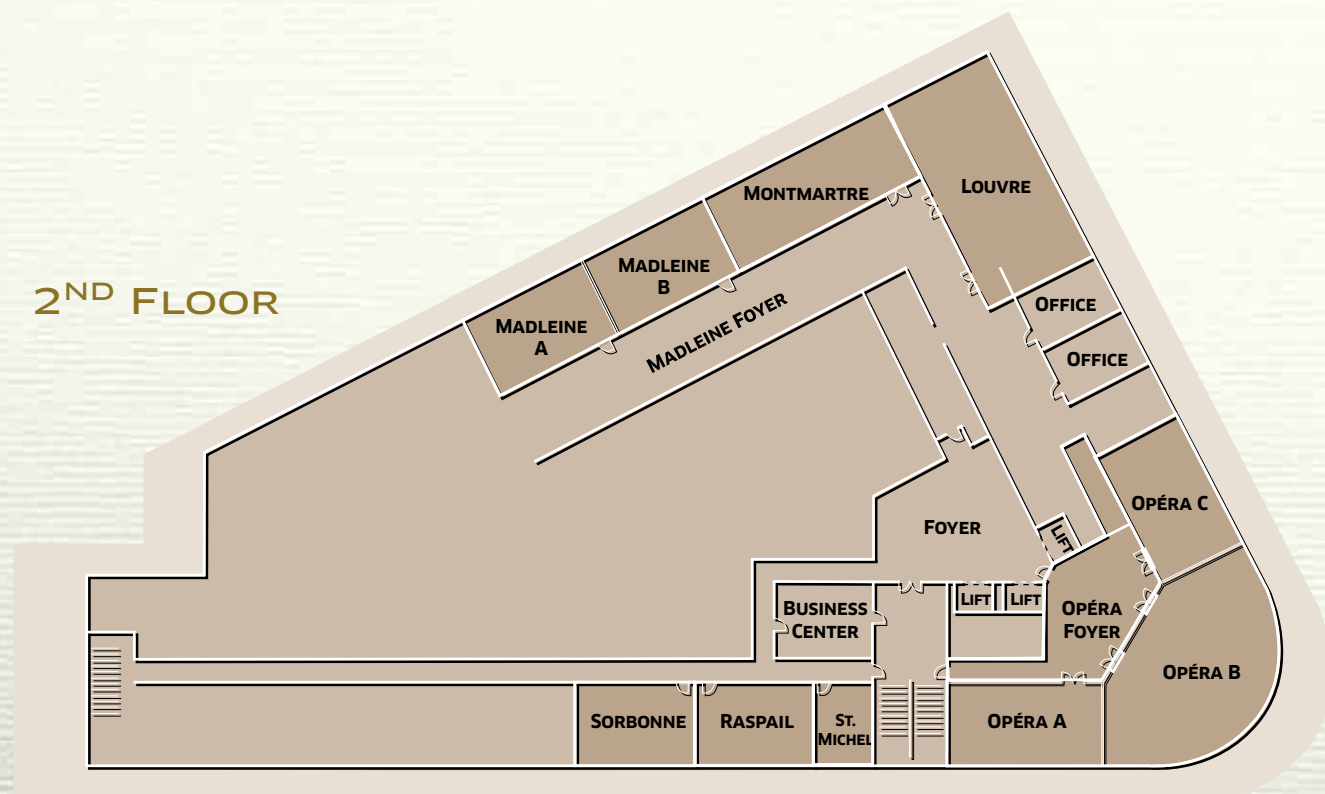 2ND FLOOR
LOUVRE
MONTMARTRE
MADLEINE
B
MADLEINE
A
MADLEINE FOYER
OFFICE
OFFICE
OPÉRA C
FOYER
LIFT
LIFT
LIFT
BUSINESS
CENTER
OPÉRA
FOYER
OPÉRA B
SORBONNE
RASPAIL
ST.
MICHEL
OPÉRA A